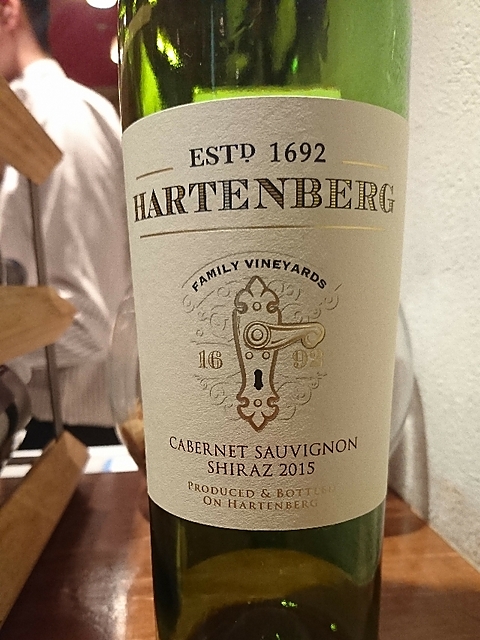 ESTD 1692
HARTENBERG
FAMILY VINEYARDS
16 92
CABERNET SAUVIGNON
SHIRAZ 2015
PRODUCED & BOTTLED
ON HARTENBERG